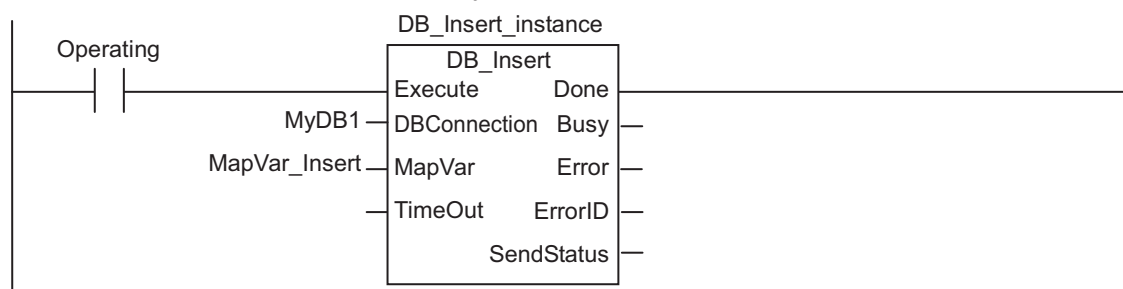 DB_Insert_instance
Operating
DB_Insert
Execute Done
MyDB1 DBConnection Busy
MapVar_Insert MapVar Error
TimeOut ErrorID
SendStatus